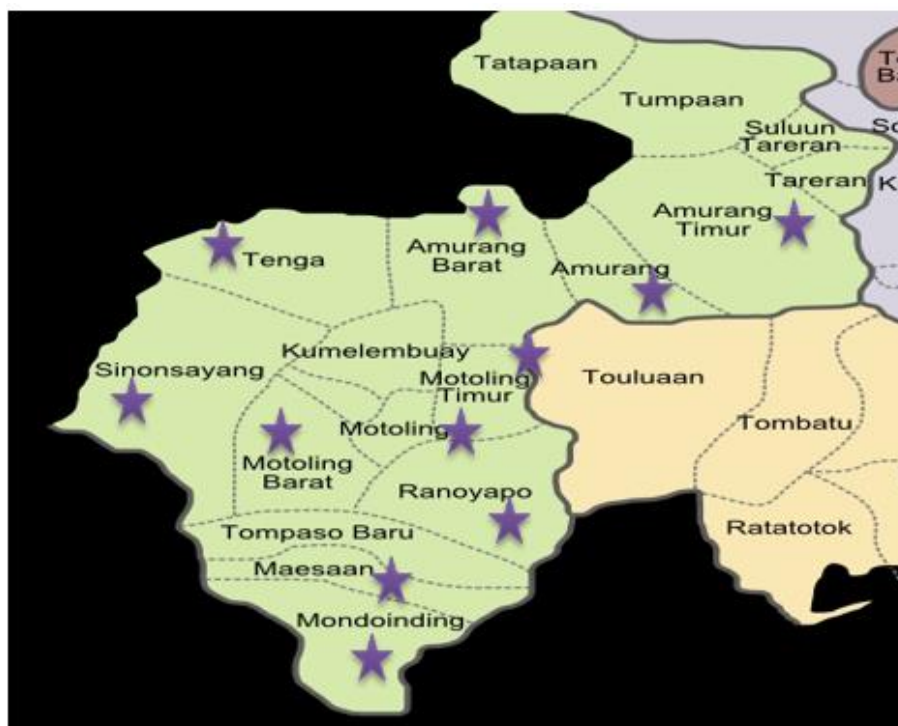 Tatapaan
Tumpaan
Suluun
Tareran
Tareran
Amurang
Timur
Amurang
Barat
Tenga
Amurang
Kumelembuay
Sinonsayang
Motoling
Timur
Touluaan
Motoling
Tombatu
Motoling
Barat
Ranoyapo
Ratatotok
Tompaso Baru
Maesaan
Mondoinding